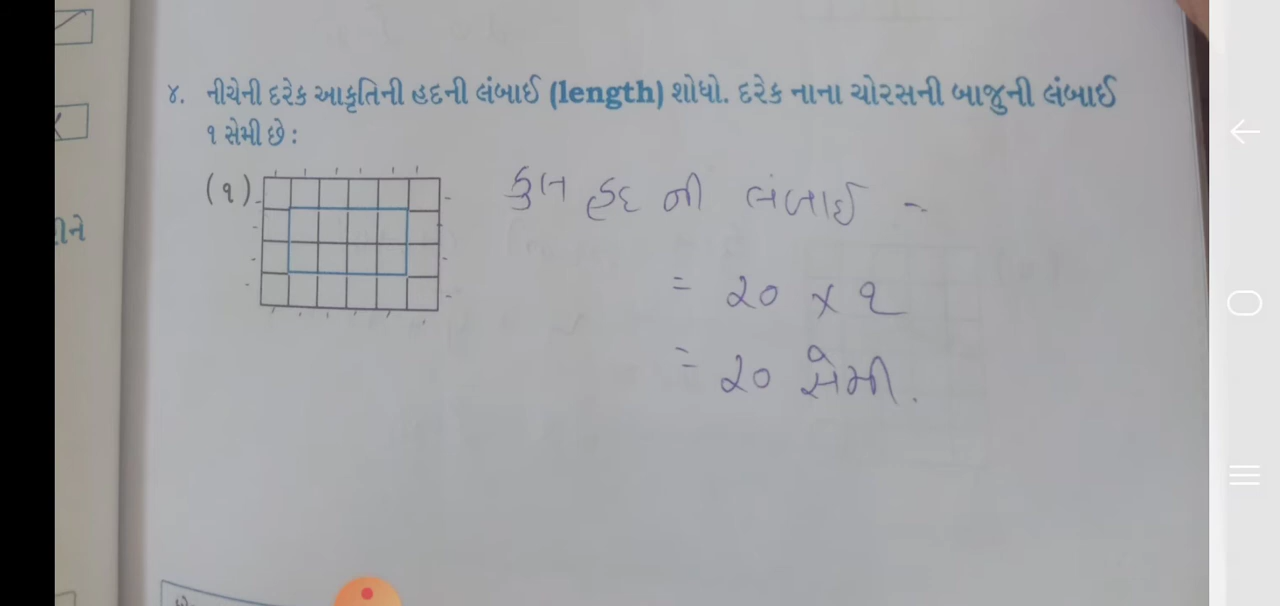 ૪. નીચેની દરેક આકૃતિની હદની લંબાઈ (length) શોધો. દરેક નાના ચોરસની બાજુની લંબાઈ
૧ સેમી છે :
(૧)
કુલ હદ ની લંબાઈ -
= ૨૦ x ૧
= ૨૦ સેમી.